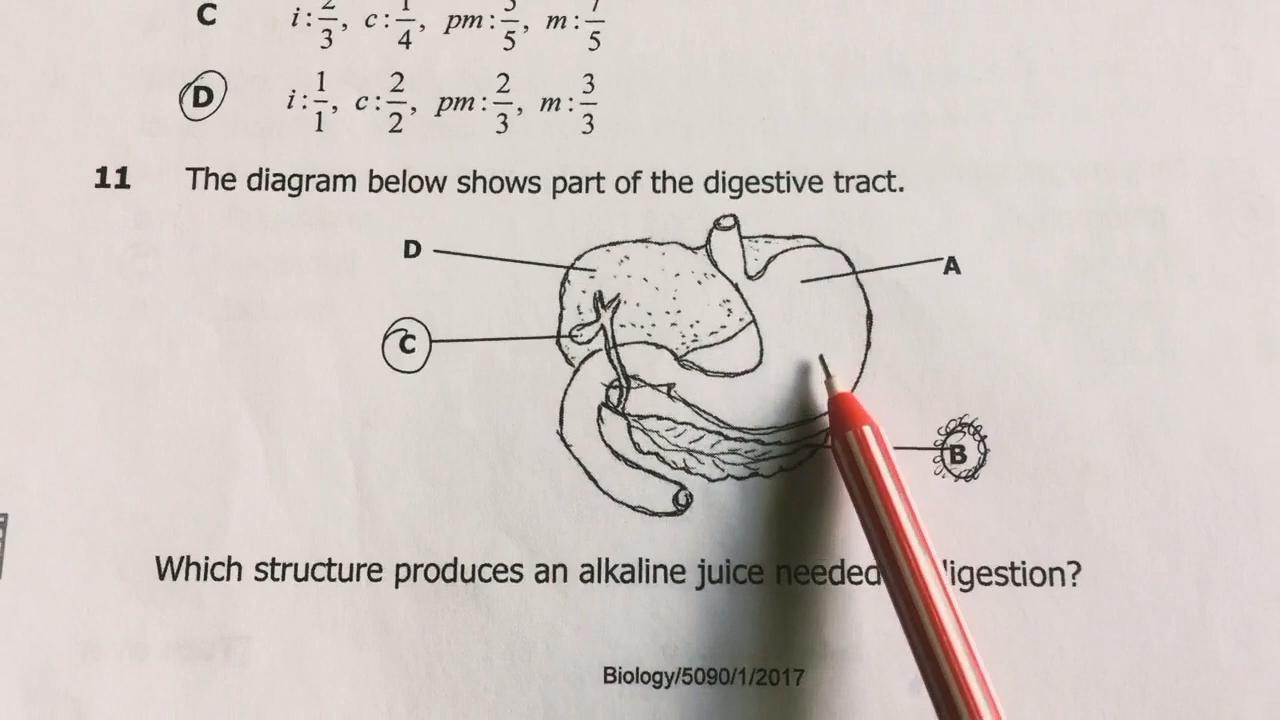 C i: 2/3, c: 1/4, pm: 3/5, m: 7/5
D i: 1/1, c: 2/2, pm: 2/3, m: 3/3
11 The diagram below shows part of the digestive tract.
D
A
C
B
Which structure produces an alkaline juice needed digestion?
Biology/5090/1/2017